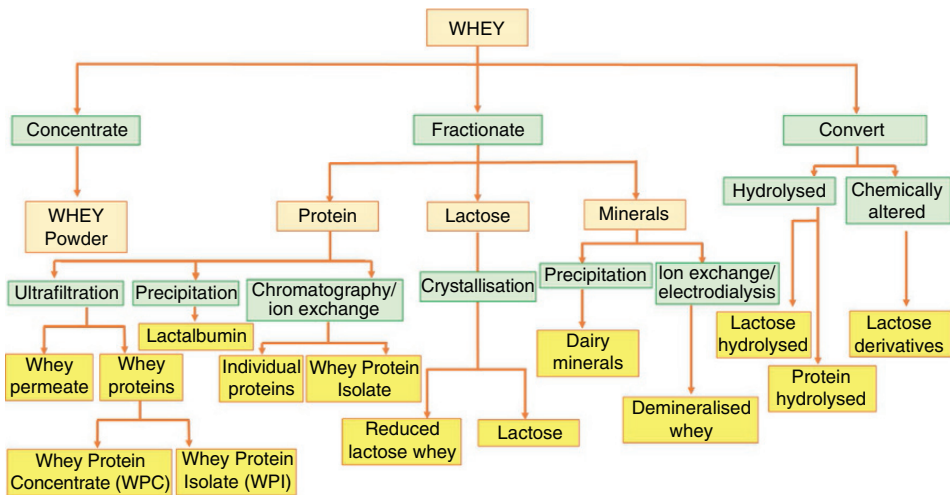 WHEY
Concentrate
Fractionate
Convert
WHEY
Powder
Protein
Lactose
Minerals
Hydrolysed
Chemically
altered
Ultrafiltration
Precipitation
Chromatography/
ion exchange
Crystallisation
Precipitation
Ion exchange/
electrodialysis
Lactalbumin
Whey
permeate
Whey
proteins
Individual
proteins
Whey Protein
Isolate
Dairy
minerals
Lactose
hydrolysed
Lactose
derivatives
Protein
hydrolysed
Reduced
lactose whey
Lactose
Demineralised
whey
Whey Protein
Concentrate (WPC)
Whey Protein
Isolate (WPI)